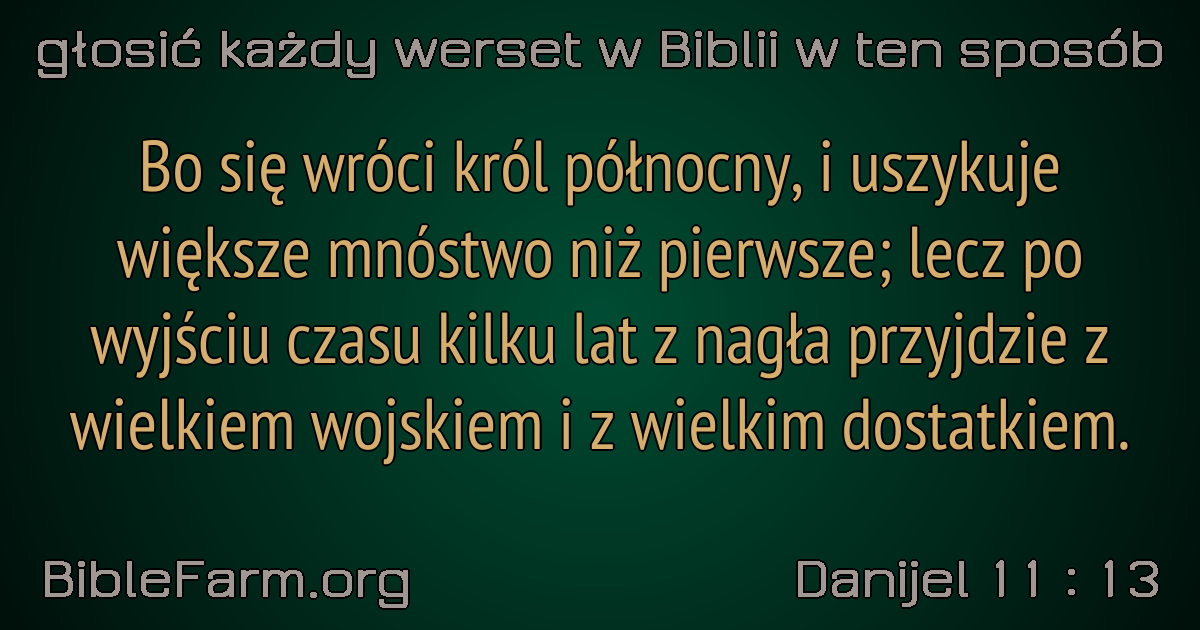 głosić każdy werset w Biblii w ten sposób
Bo się wróci król północny, i uszykuje
większe mnóstwo niż pierwsze; lecz po
wyjściu czasu kilku lat z nagła przyjdzie z
wielkiem wojskiem i z wielkim dostatkiem.
BibleFarm.org
Danijel 11 : 13